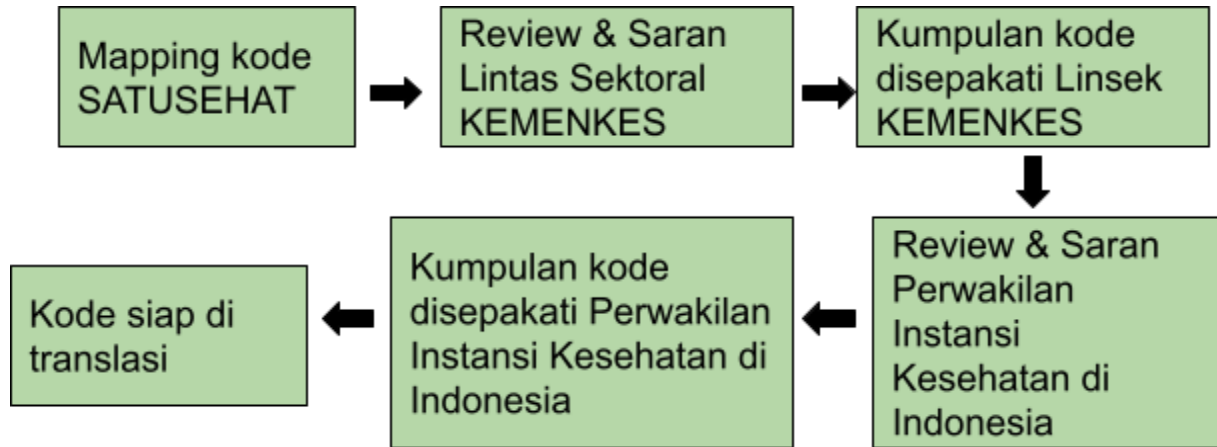 Mapping kode
SATUSEHAT
Review & Saran
Lintas Sektoral
KEMENKES
Kumpulan kode
disepakati Linsek
KEMENKES
Review & Saran
Perwakilan
Instansi
Kesehatan di
Indonesia
Kumpulan kode
disepakati Perwakilan
Instansi Kesehatan di
Indonesia
Kode siap di
translasi